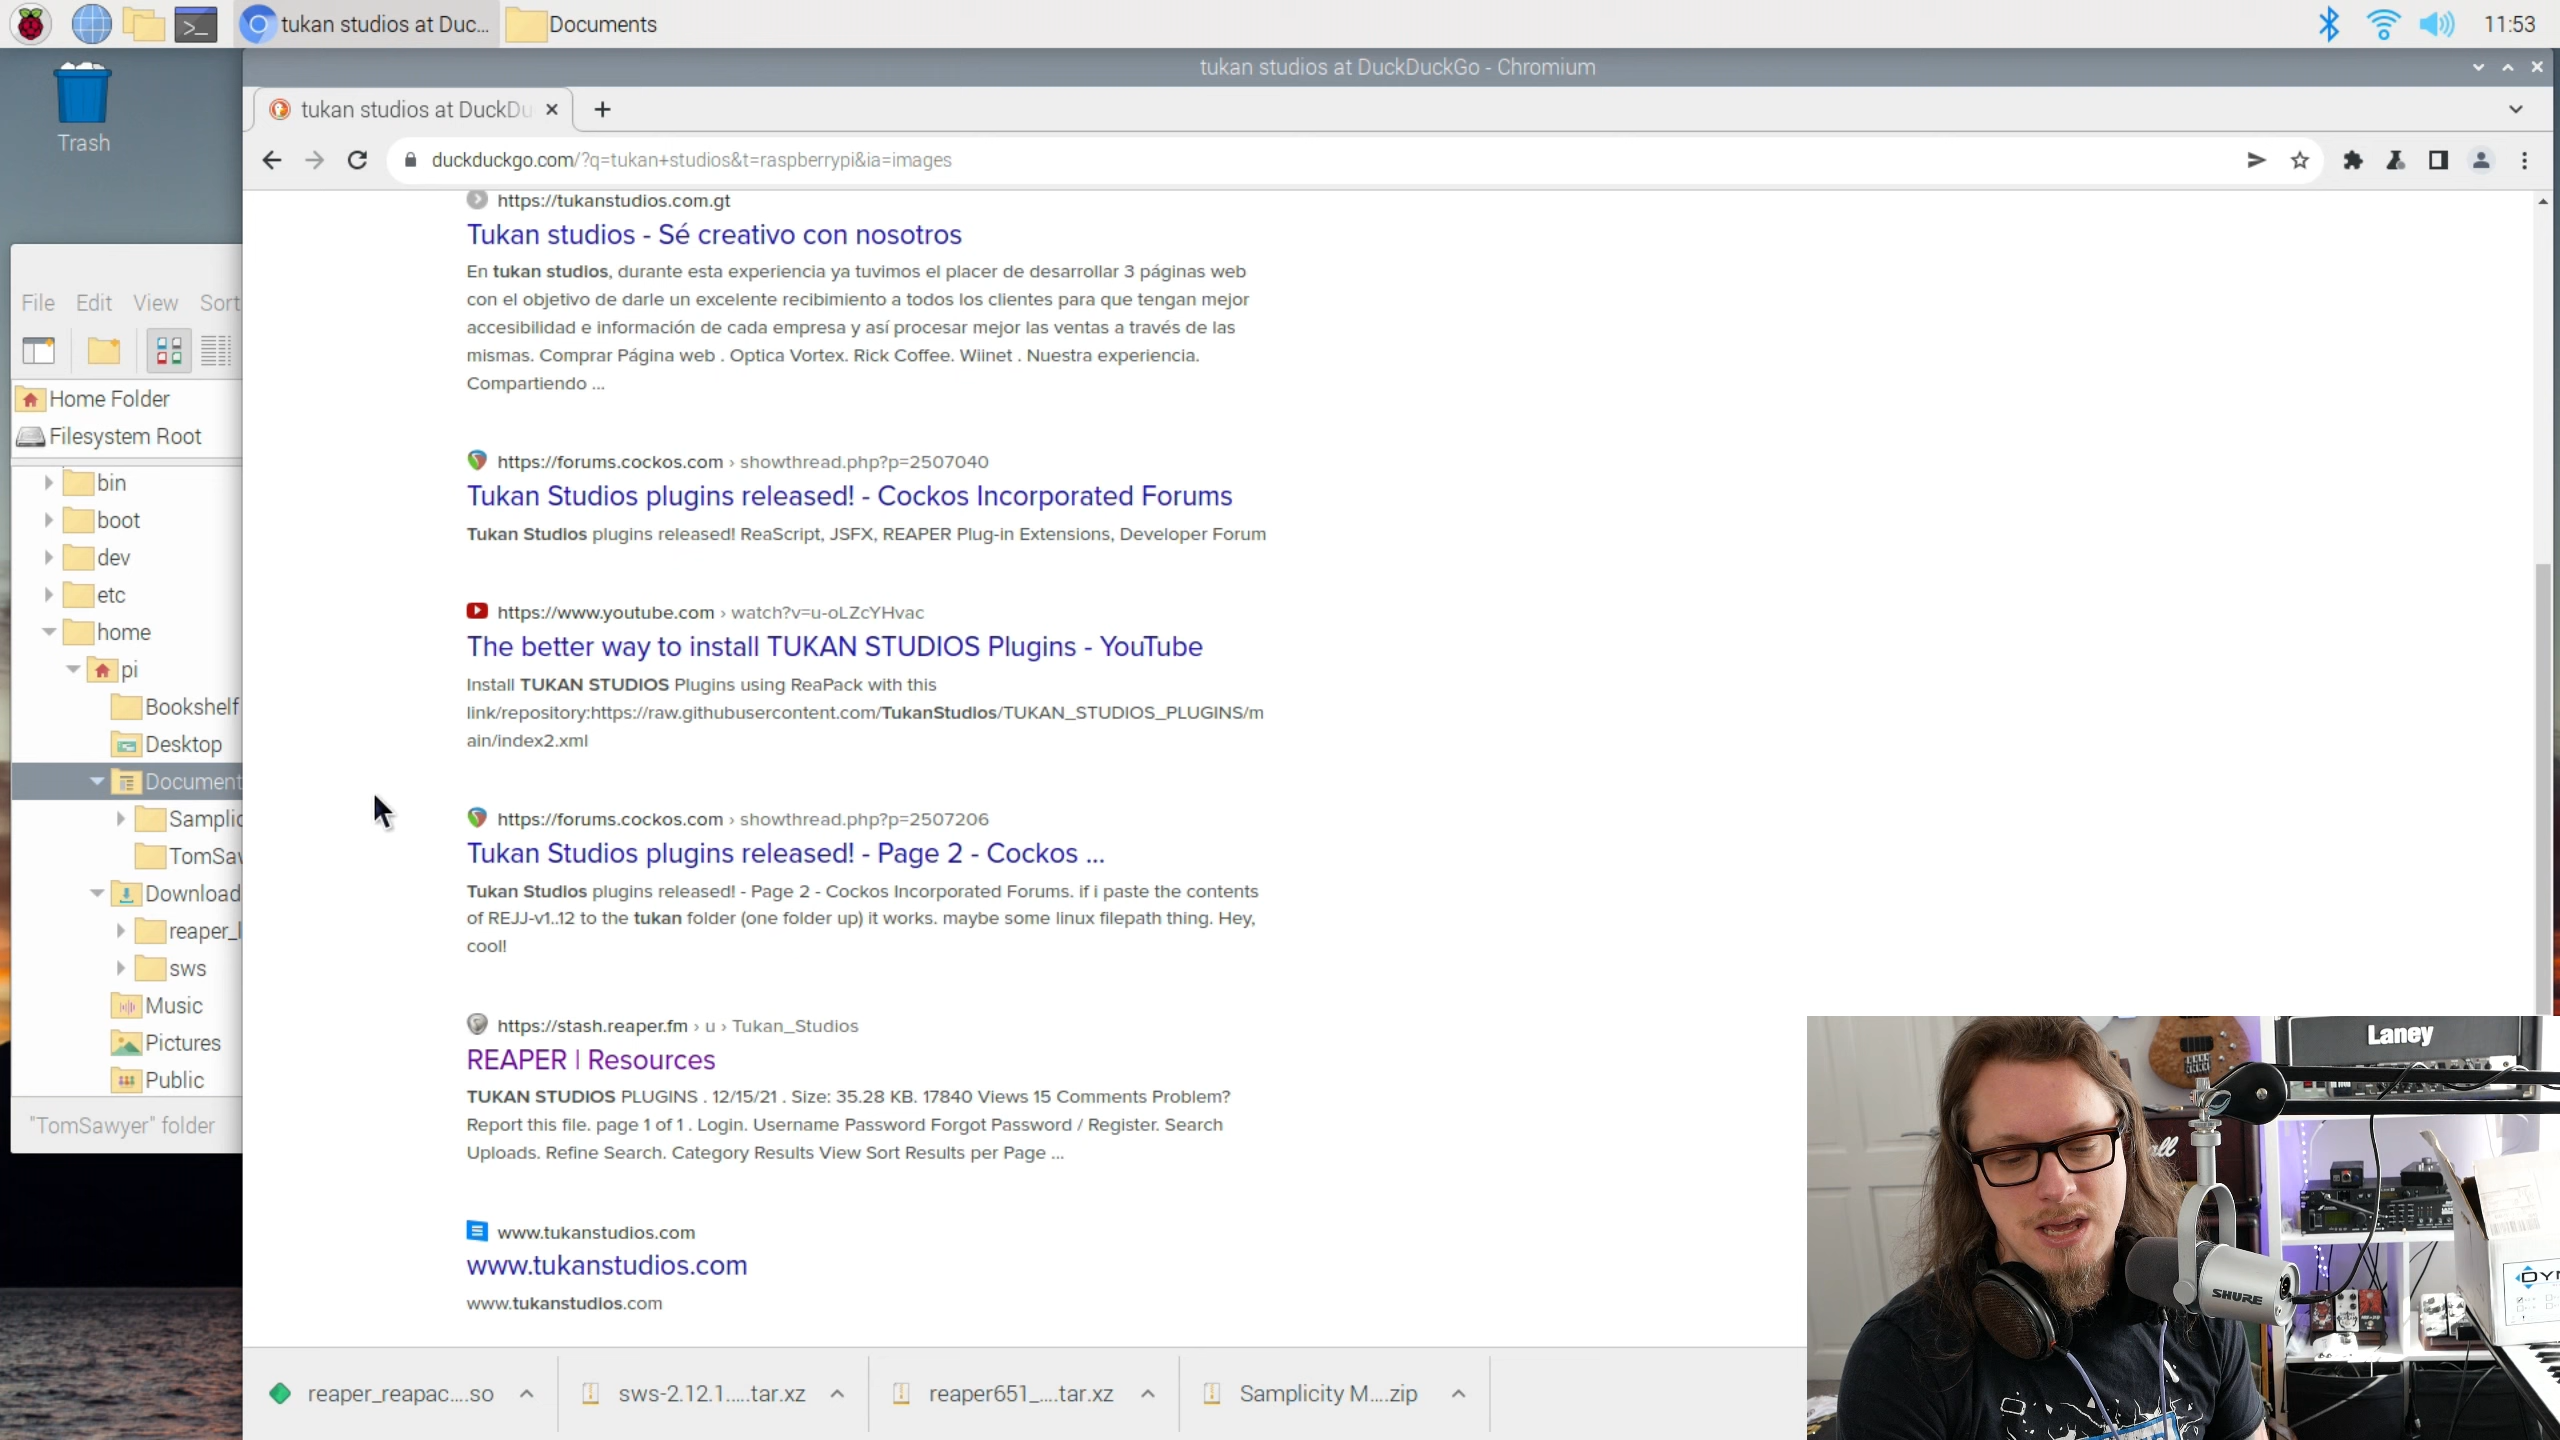 tukan studios at Duc...
Documents
11:53
Trash
tukan studios at DuckDuckGo - Chromium
tukan studios at DuckDu
duckduckgo.com/?q=tukan+studios&t=raspberrypi&ia=images
File Edit View Sort
Home Folder
Filesystem Root
bin
boot
dev
etc
home
pi
Bookshelf
Desktop
Document
Samplic
TomSaw
Download
reaper_l
sws
Music
Pictures
Public
"TomSawyer" folder
https://tukanstudios.com.gt
Tukan studios - Sé creativo con nosotros
En tukan studios, durante esta experiencia ya tuvimos el placer de desarrollar 3 páginas web
con el objetivo de darle un excelente recibimiento a todos los clientes para que tengan mejor
accesibilidad e información de cada empresa y así procesar mejor las ventas a través de las
mismas. Comprar Página web . Optica Vortex. Rick Coffee. Wiinet . Nuestra experiencia.
Compartiendo ...
https://forums.cockos.com › showthread.php?p=2507040
Tukan Studios plugins released! - Cockos Incorporated Forums
Tukan Studios plugins released! ReaScript, JSFX, REAPER Plug-in Extensions, Developer Forum
https://www.youtube.com › watch?v=u-oLZcYHvac
The better way to install TUKAN STUDIOS Plugins - YouTube
Install TUKAN STUDIOS Plugins using ReaPack with this
link/repository:https://raw.githubusercontent.com/TukanStudios/TUKAN_STUDIOS_PLUGINS/m
ain/index2.xml
https://forums.cockos.com › showthread.php?p=2507206
Tukan Studios plugins released! - Page 2 - Cockos ...
Tukan Studios plugins released! - Page 2 - Cockos Incorporated Forums. if i paste the contents
of REJJ-v1..12 to the tukan folder (one folder up) it works. maybe some linux filepath thing. Hey,
cool!
https://stash.reaper.fm › u › Tukan_Studios
REAPER | Resources
TUKAN STUDIOS PLUGINS . 12/15/21 . Size: 35.28 KB. 17840 Views 15 Comments Problem?
Report this file. page 1 of 1 . Login. Username Password Forgot Password / Register. Search
Uploads. Refine Search. Category Results View Sort Results per Page ...
www.tukanstudios.com
www.tukanstudios.com
www.tukanstudios.com
reaper_reapac....so
sws-2.12.1.....tar.xz
reaper651_....tar.xz
Samplicity M....zip
Laney
SHURE